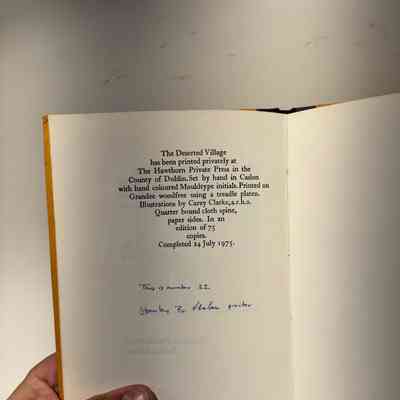 The Deserted Village
has been printed privately at
The Hawthorn Private Press in the
County of Dublin. Set by hand in Caslon
with hand coloured Mouldtype initials. Printed on
Grandee woodfree using a treadle platen.
Illustrations by Carey Clarke, a.r.h.a.
Quarter bound cloth spine,
paper sides. In an
edition of 75
copies.
Completed 24 July 1975.
This is number 22
printer